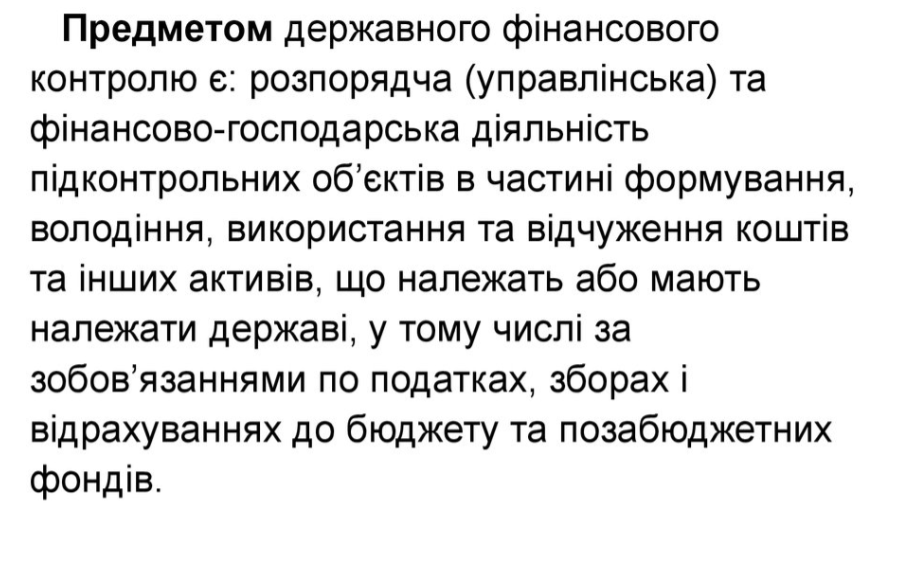 Предметом державного фінансового
контролю є: розпорядча (управлінська) та
фінансово-господарська діяльність
підконтрольних об’єктів в частині формування,
володіння, використання та відчуження коштів
та інших активів, що належать або мають
належати державі, у тому числі за
зобов’язаннями по податках, зборах і
відрахуваннях до бюджету та позабюджетних
фондів.